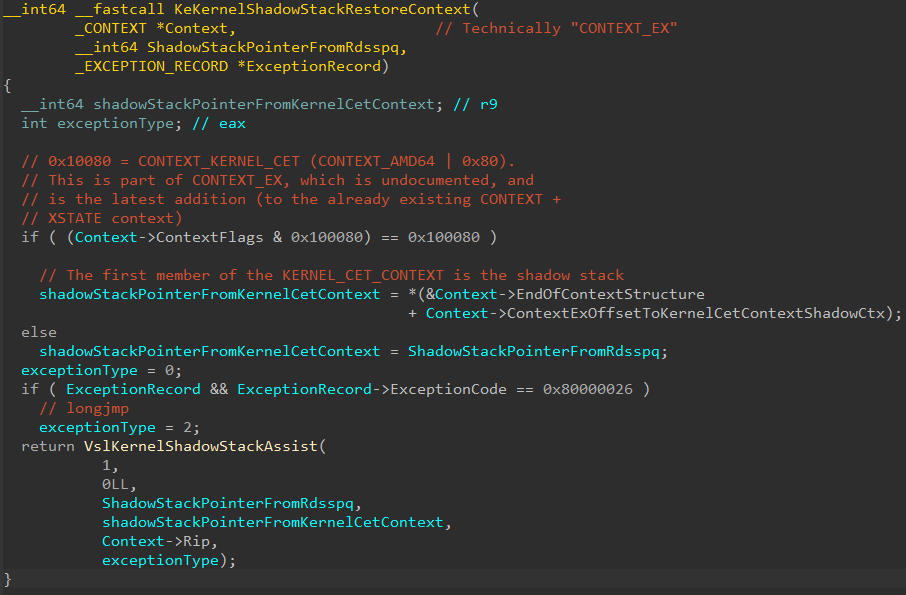 __int64 __fastcall KeKernelShadowStackRestoreContext(
        _CONTEXT *Context,                      // Technically "CONTEXT_EX"
        __int64 ShadowStackPointerFromRdsspq,
        _EXCEPTION_RECORD *ExceptionRecord)
{
  __int64 shadowStackPointerFromKernelCetContext; // r9
  int exceptionType; // eax

  // 0x10080 = CONTEXT_KERNEL_CET (CONTEXT_AMD64 | 0x80).
  // This is part of CONTEXT_EX, which is undocumented, and
  // is the latest addition (to the already existing CONTEXT +
  // XSTATE context)
  if ( (Context->ContextFlags & 0x100080) == 0x100080 )

    // The first member of the KERNEL_CET_CONTEXT is the shadow stack
    shadowStackPointerFromKernelCetContext = *(&Context->EndOfContextStructure
                                             + Context->ContextExOffsetToKernelCetContextShadowCtx);
  else
    shadowStackPointerFromKernelCetContext = ShadowStackPointerFromRdsspq;
  exceptionType = 0;
  if ( ExceptionRecord && ExceptionRecord->ExceptionCode == 0x80000026 )
    // longjmp
    exceptionType = 2;
  return VslKernelShadowStackAssist(
           1,
           0LL,
           ShadowStackPointerFromRdsspq,
           shadowStackPointerFromKernelCetContext,
           Context->Rip,
           exceptionType);
}